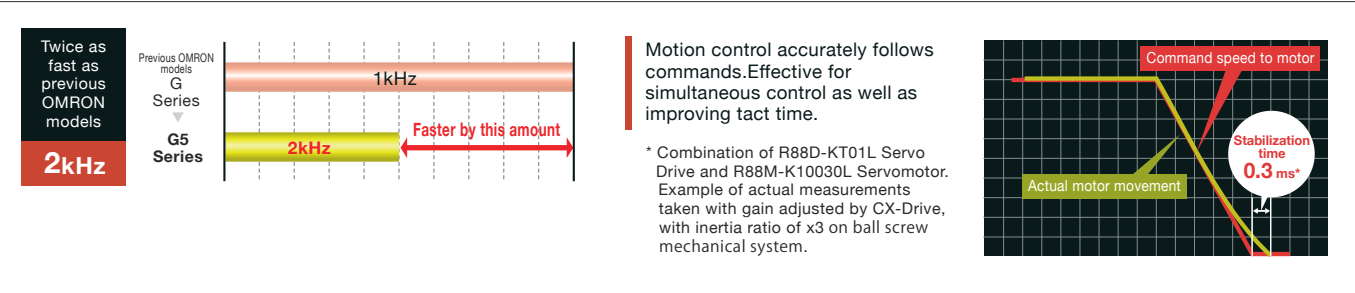 Twice as
fast as
previous
OMRON
models
2kHz
Previous OMRON
models
G
Series
G5
Series
1kHz
2kHz
Faster by this amount
Motion control accurately follows
commands.Effective for
simultaneous control as well as
improving tact time.
* Combination of R88D-KT01L Servo
Drive and R88M-K10030L Servomotor.
Example of actual measurements
taken with gain adjusted by CX-Drive,
with inertia ratio of x3 on ball screw
mechanical system.
Command speed to motor
Stabilization
time
0.3 ms*
Actual motor movement